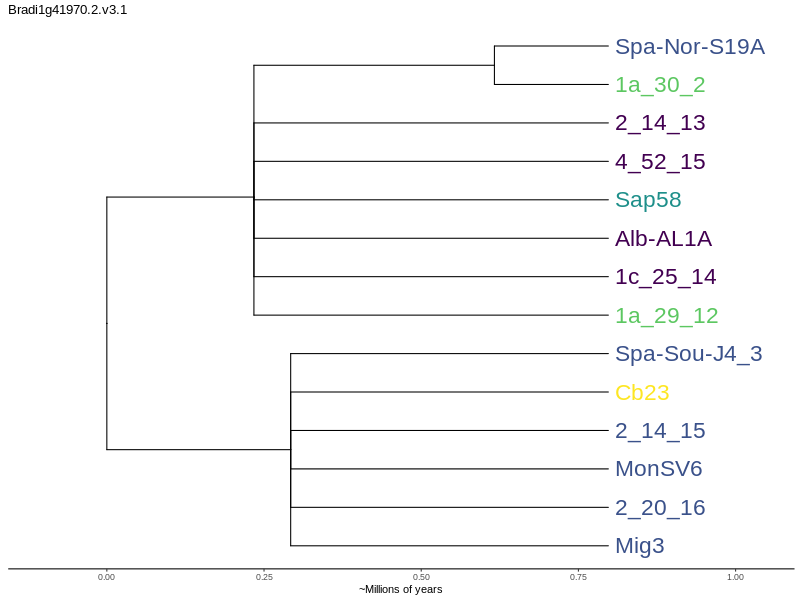 Bradi1g41970.2.v3.1
Spa-Nor-S19A
1a_30_2
2_14_13
4_52_15
Sap58
Alb-AL1A
1c_25_14
1a_29_12
Spa-Sou-J4_3
Cb23
2_14_15
MonSV6
2_20_16
Mig3
0.00 0.25 0.50 0.75 1.00
~Millions of years